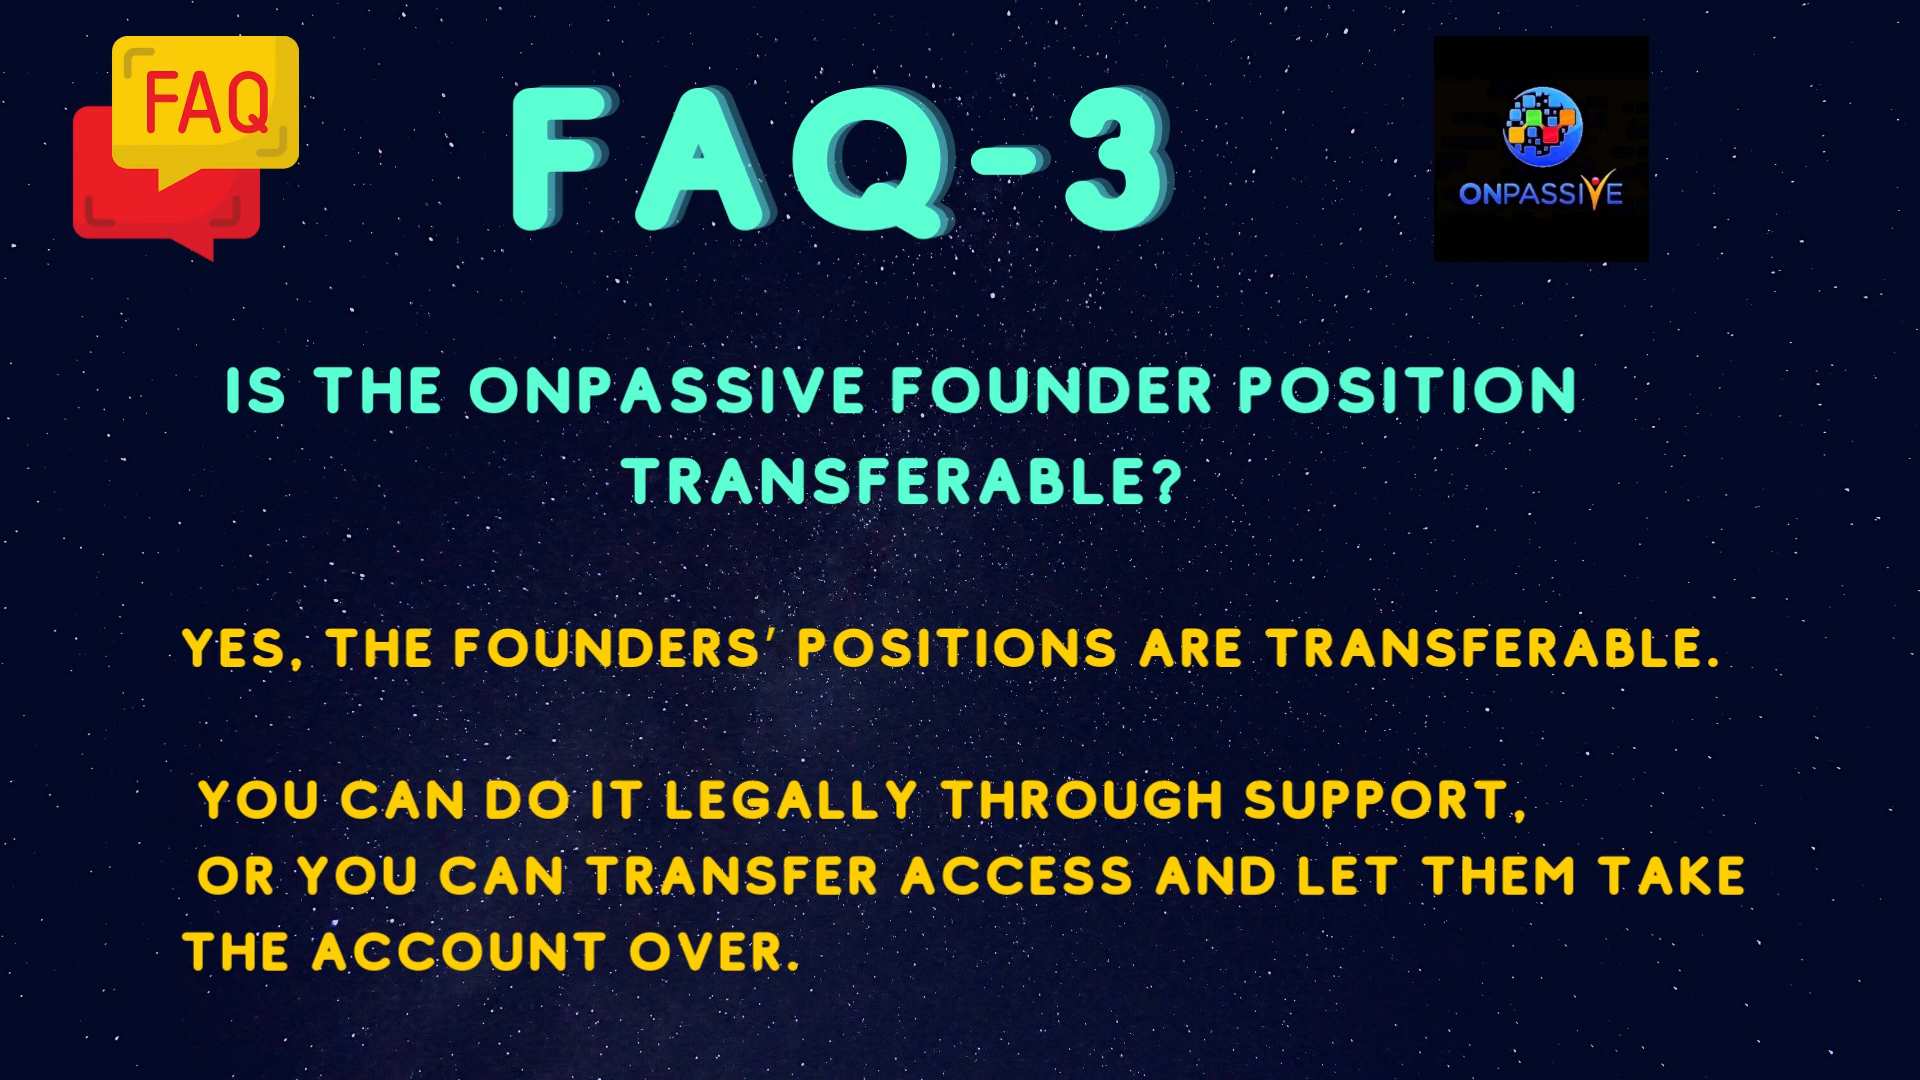 FAQ
FAQ-3
ONPASSIVE
IS THE ONPASSIVE FOUNDER POSITION
TRANSFERABLE?
YES, THE FOUNDERS' POSITIONS ARE TRANSFERABLE.
YOU CAN DO IT LEGALLY THROUGH SUPPORT,
OR YOU CAN TRANSFER ACCESS AND LET THEM TAKE
THE ACCOUNT OVER.